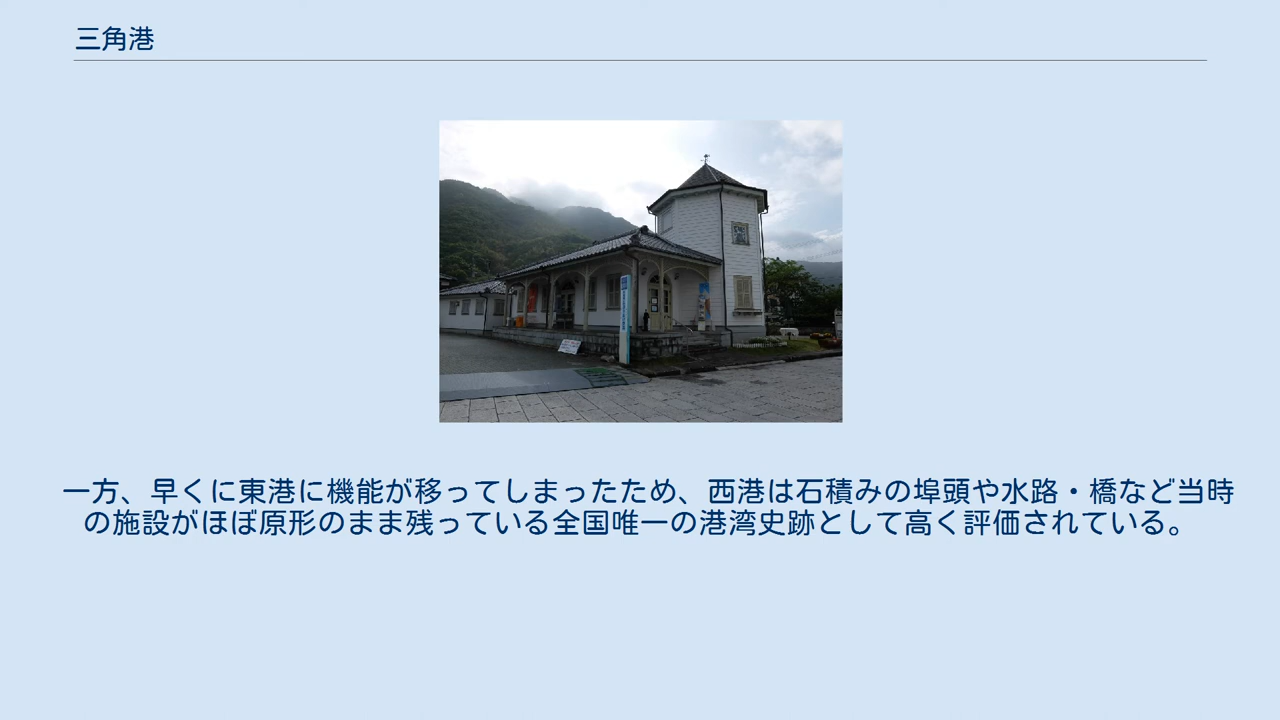 三角港
一方、早くに東港に機能が移ってしまったため、西港は石積みの埠頭や水路・橋など当時
の施設がほぼ原形のまま残っている全国唯一の港湾史跡として高く評価されている。